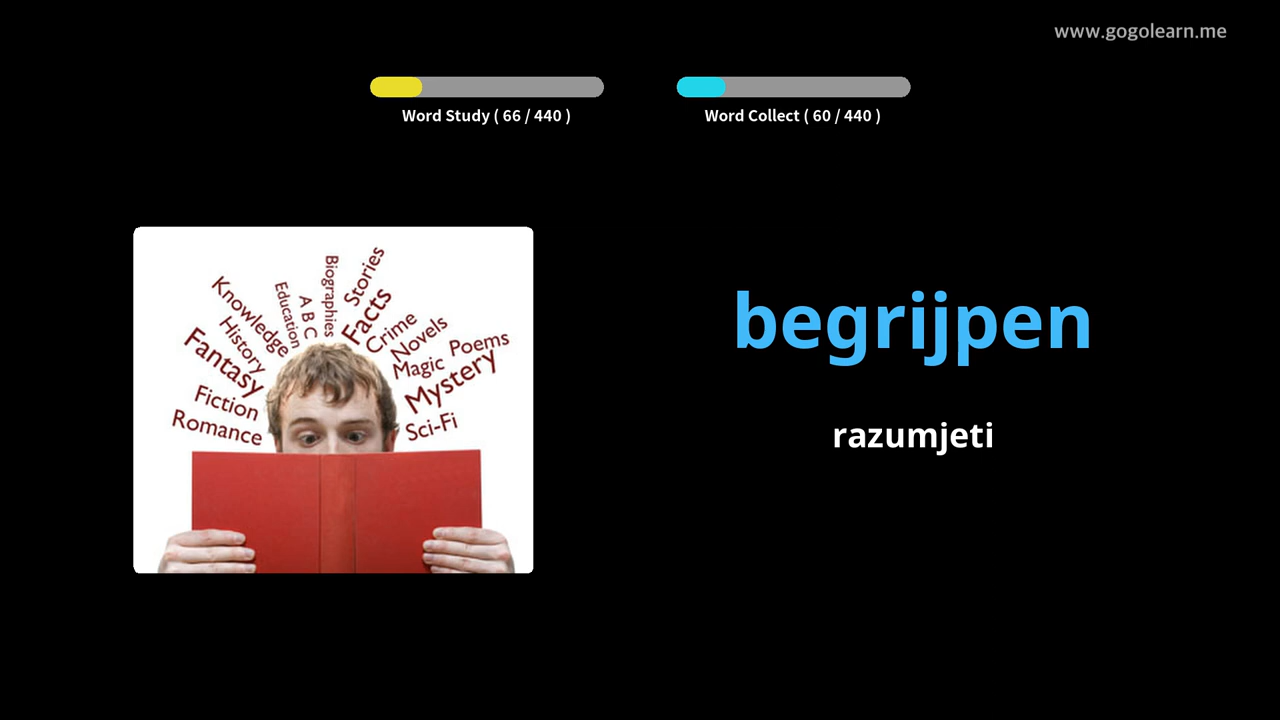 www.gogolearn.me
Word Study ( 66 / 440 )
Word Collect ( 60 / 440 )
Knowledge
Education
A B C
Biographies
Stories
History
Facts
Crime
Novels
Poems
Fantasy
Magic
Mystery
Fiction
Romance
Sci-Fi
begrijpen
razumjeti